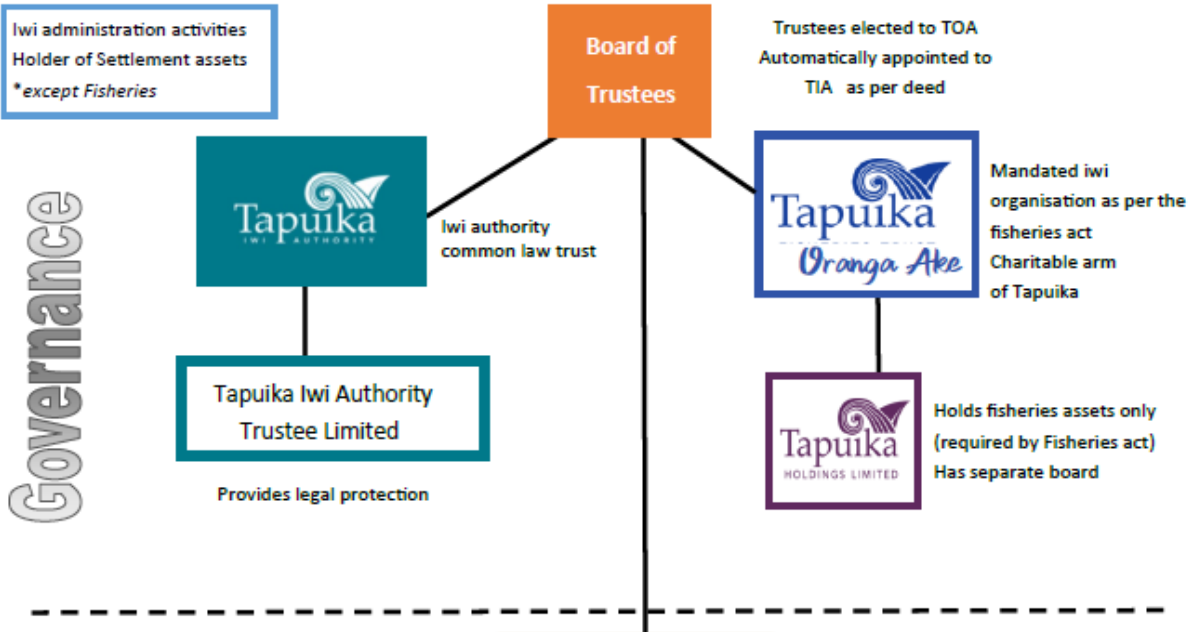 Iwi administration activities
Holder of Settlement assets
*except Fisheries
Board of
Trustees
Trustees elected to TOA
Automatically appointed to
TIA as per deed
Governance
Tapuika
IWI AUTHORITY
Iwi authority
common law trust
Tapuika
Oranga Ake
Mandated iwi
organisation as per the
fisheries act
Charitable arm
of Tapuika
Tapuika Iwi Authority
Trustee Limited
Provides legal protection
Tapuika
HOLDINGS LIMITED
Holds fisheries assets only
(required by Fisheries act)
Has separate board